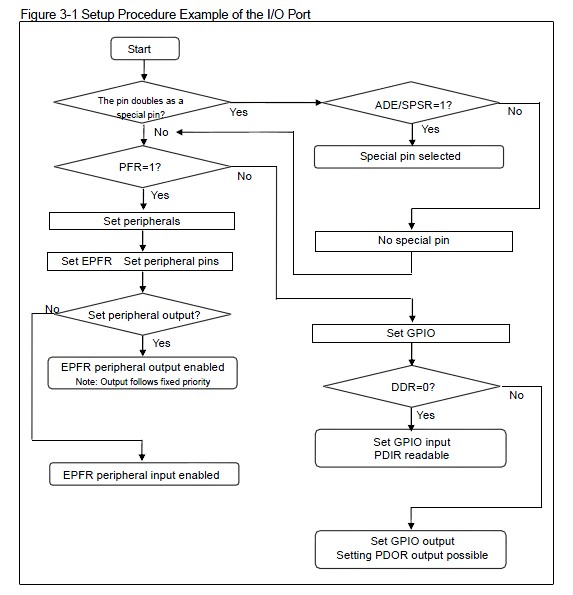 Figure 3-1 Setup Procedure Example of the I/O Port
Start
The pin doubles as a
special pin?
Yes
No
ADE/SPSR=1?
No
Yes
Special pin selected
No special pin
PFR=1?
No
Yes
Set peripherals
Set EPFR Set peripheral pins
Set peripheral output?
No
Yes
EPFR peripheral output enabled
Note: Output follows fixed priority
EPFR peripheral input enabled
Set GPIO
DDR=0?
No
Yes
Set GPIO input
PDIR readable
Set GPIO output
Setting PDOR output possible